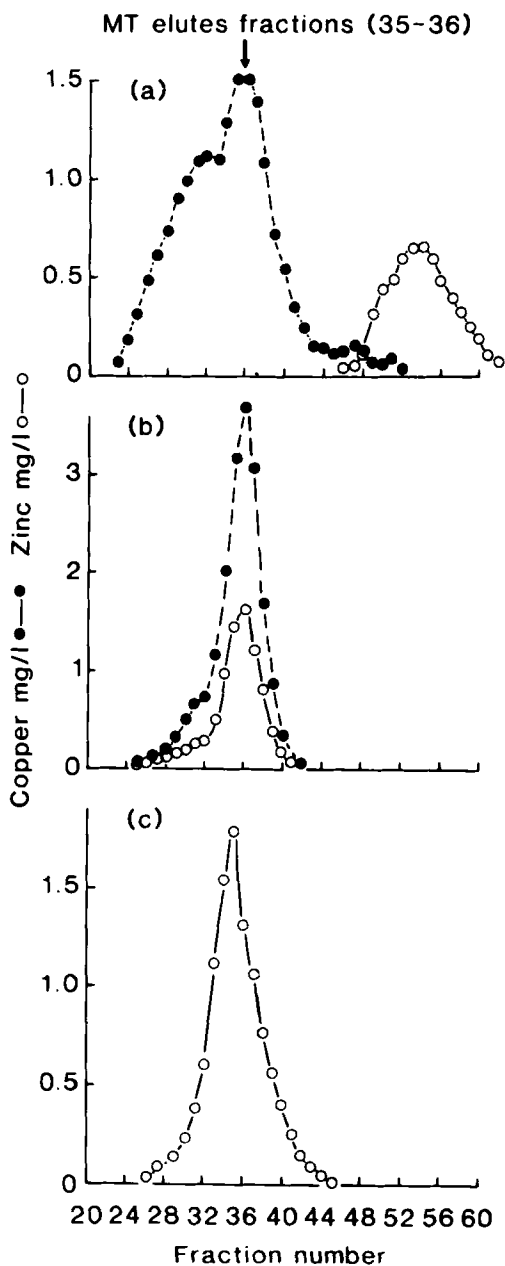 MT elutes fractions (35-36)
(a)
1.5
1.0
0.5
0
(b)
3
2
1
0
(c)
1.5
1.0
0.5
0
20 24 28 32 36 40 44 48 52 56 60
Fraction number
Copper mg/l ●—● Zinc mg/l ○—○